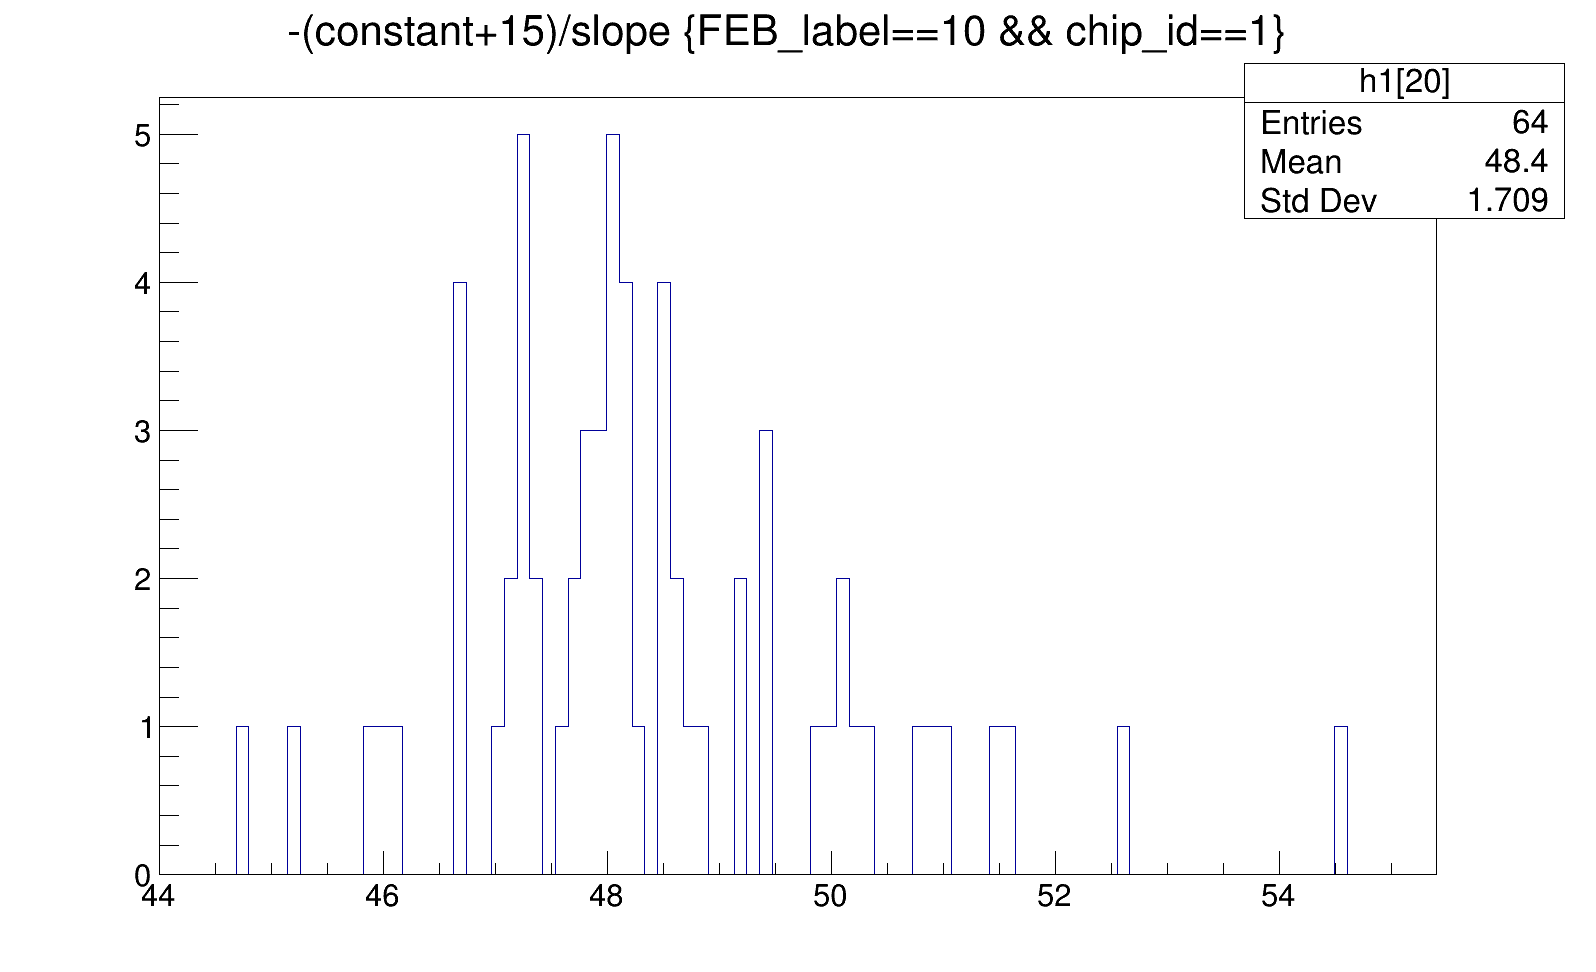 -(constant+15)/slope {FEB_label==10 && chip_id==1}
h1[20]
Entries 64
Mean 48.4
Std Dev 1.709
5
4
3
2
1
0
44 46 48 50 52 54